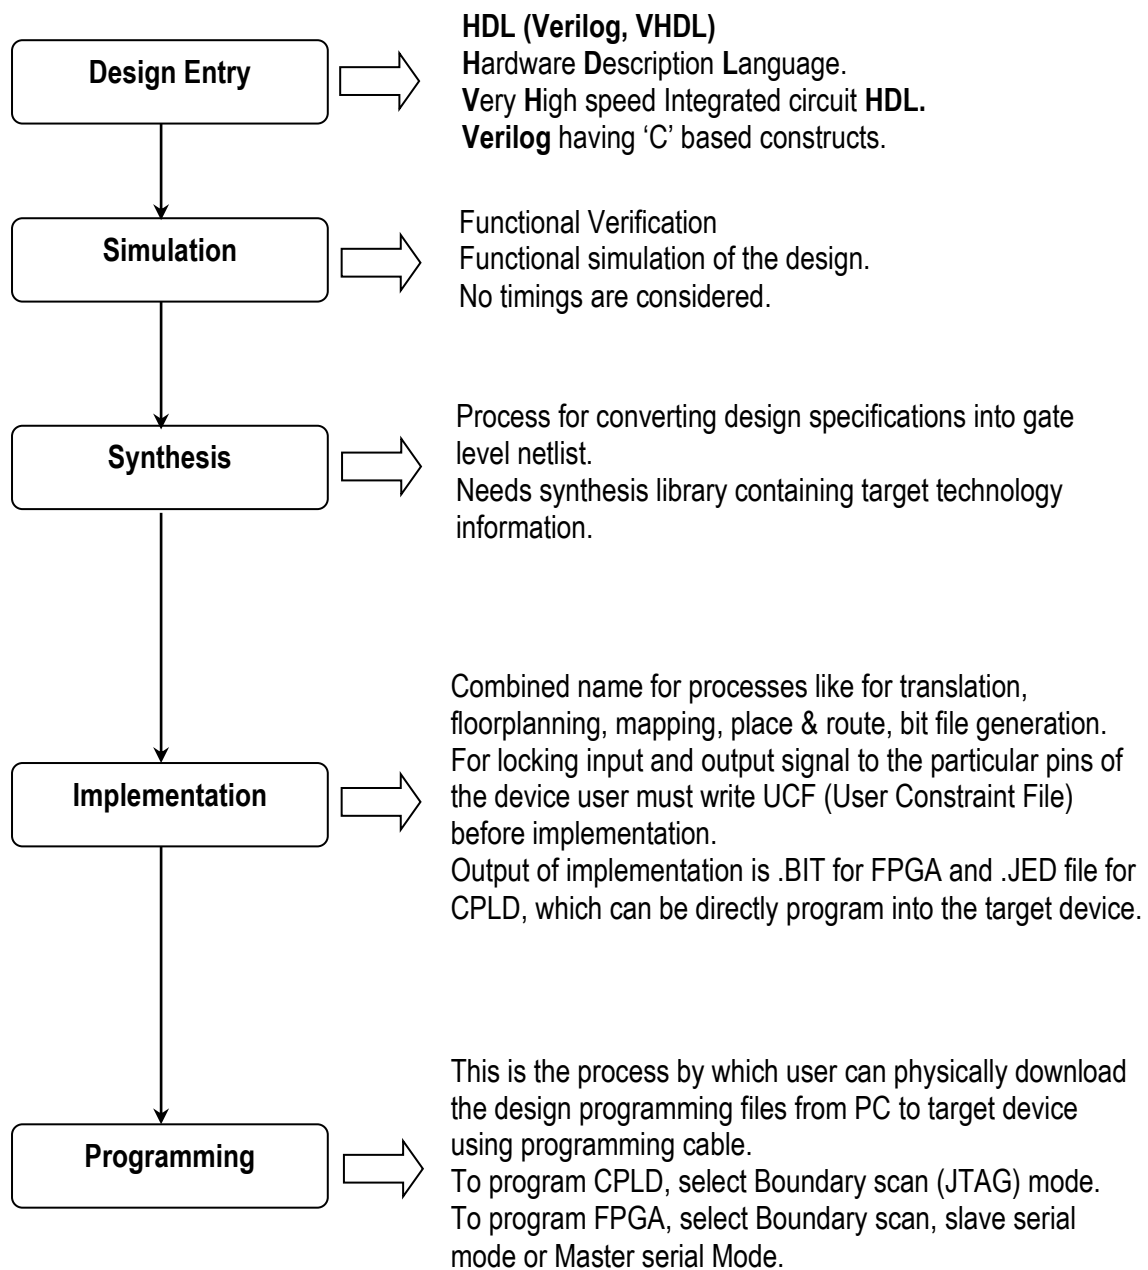 HDL (Verilog, VHDL)
Design Entry
Hardware Description Language.
Very High speed Integrated circuit HDL.
Verilog having ‘C’ based constructs.
Simulation
Functional Verification
Functional simulation of the design.
No timings are considered.
Synthesis
Process for converting design specifications into gate
level netlist.
Needs synthesis library containing target technology
information.
Implementation
Combined name for processes like for translation,
floorplanning, mapping, place & route, bit file generation.
For locking input and output signal to the particular pins of
the device user must write UCF (User Constraint File)
before implementation.
Output of implementation is .BIT for FPGA and .JED file for
CPLD, which can be directly program into the target device.
Programming
This is the process by which user can physically download
the design programming files from PC to target device
using programming cable.
To program CPLD, select Boundary scan (JTAG) mode.
To program FPGA, select Boundary scan, slave serial
mode or Master serial Mode.